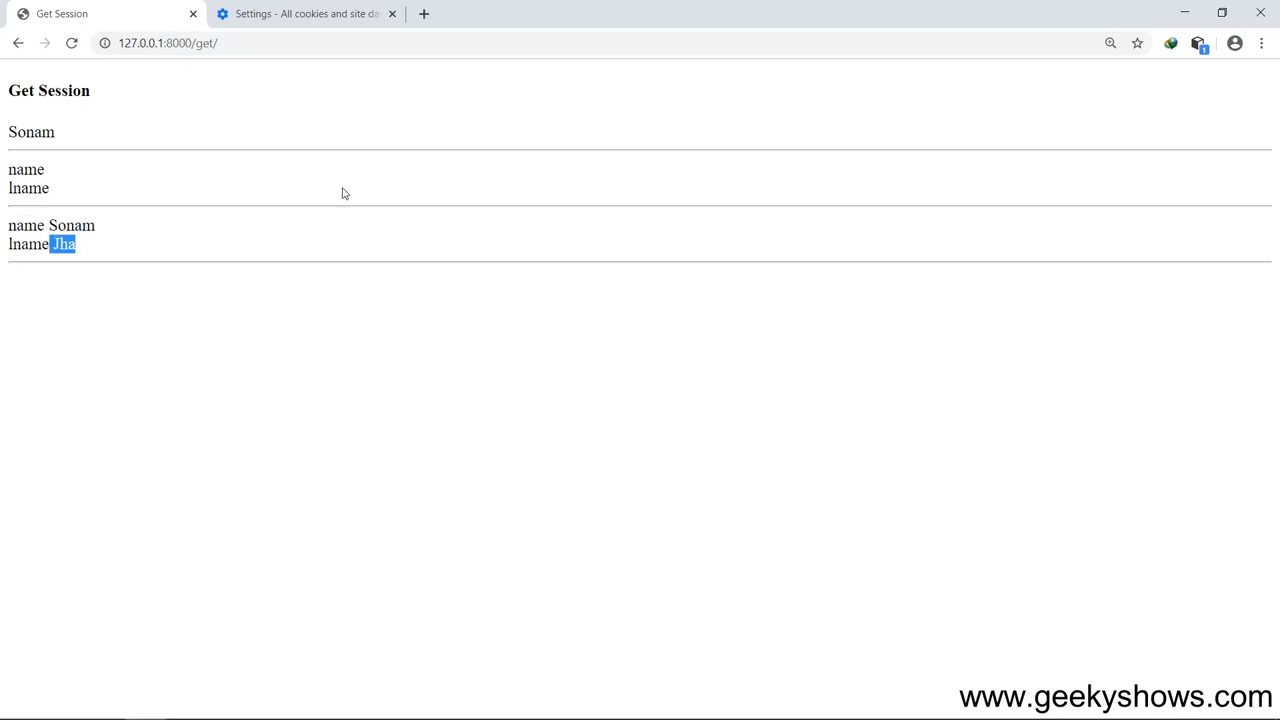 Get Session
Settings - All cookies and site da
127.0.0.1:8000/get/
1
Get Session
Sonam
name
lname
name Sonam
lname Jha
www.geekyshows.com